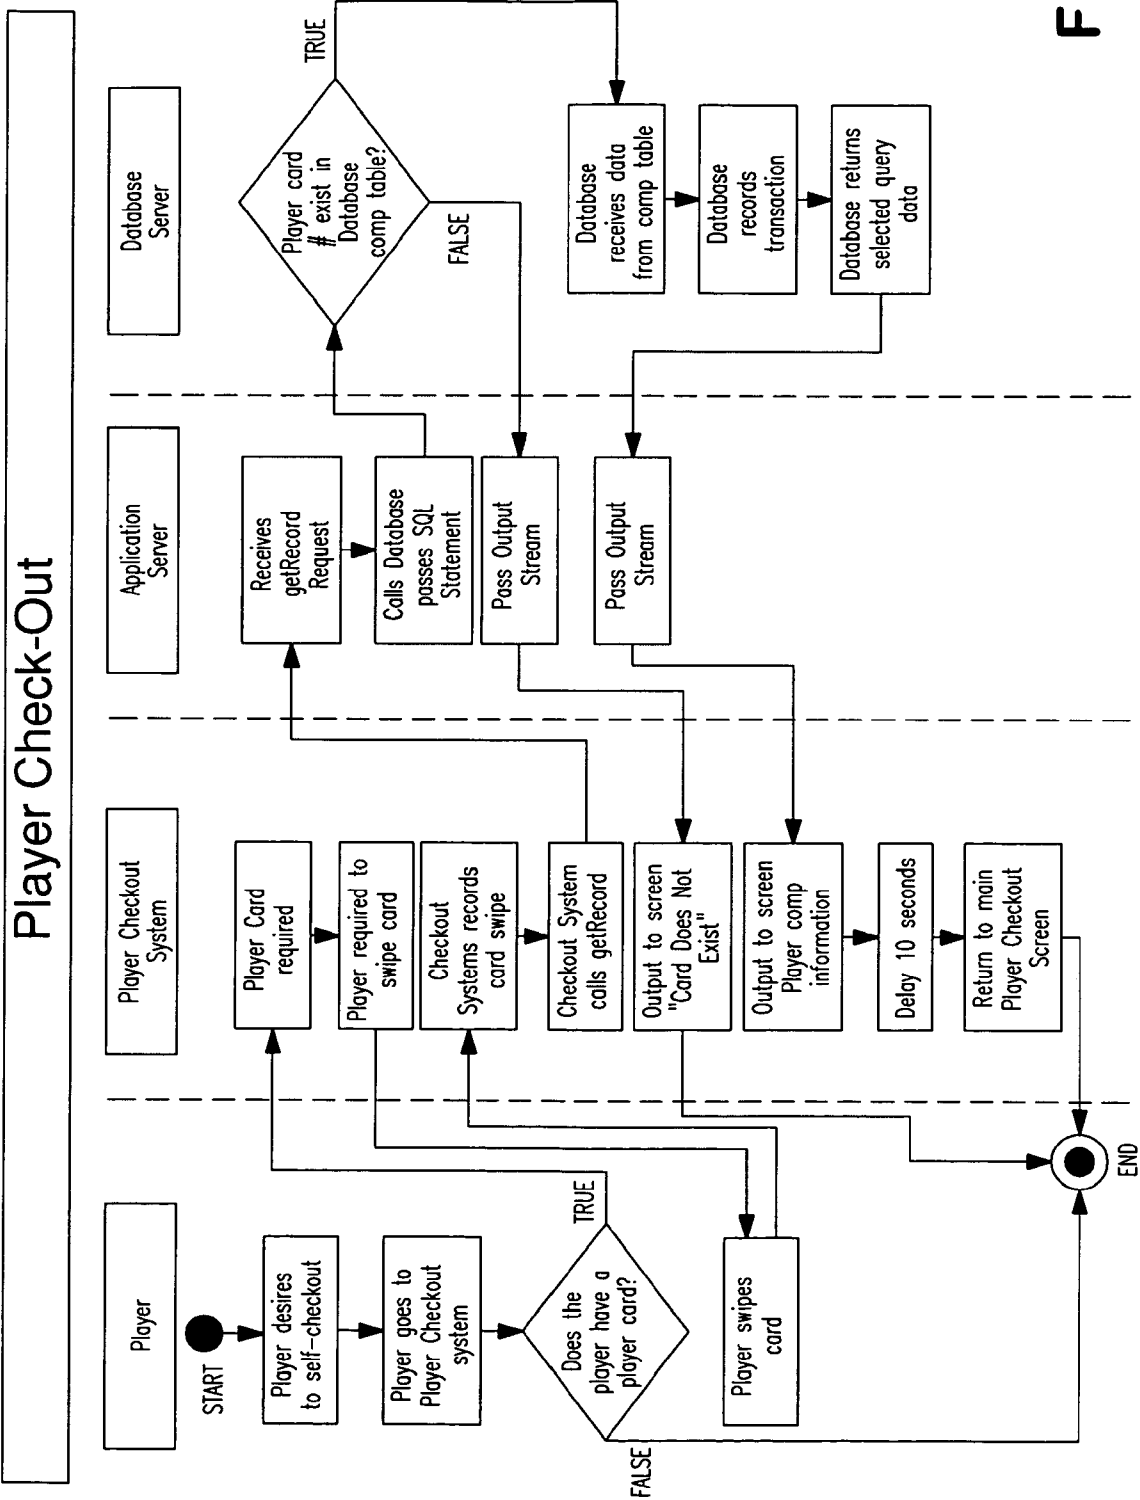 Player Check-Out
Player
START
Player desires
to self-checkout
Player goes to
Player Checkout
system
Does the
player have a
player card?
TRUE
FALSE
Player swipes
card
END
Player Checkout
System
Player Card
required
Player required to
swipe card
Checkout
Systems records
card swipe
Checkout System
calls getRecord
Output to screen
"Card Does Not
Exist"
Output to screen
Player comp
information
Delay 10 seconds
Return to main
Player Checkout
Screen
Application
Server
Receives
getRecord
Request
Calls Database
passes SQL
Statement
Pass Output
Stream
Pass Output
Stream
Database
Server
Player card
# exist in
Database
comp table?
TRUE
FALSE
Database
receives data
from comp table
Database
records
transaction
Database returns
selected query
data
F